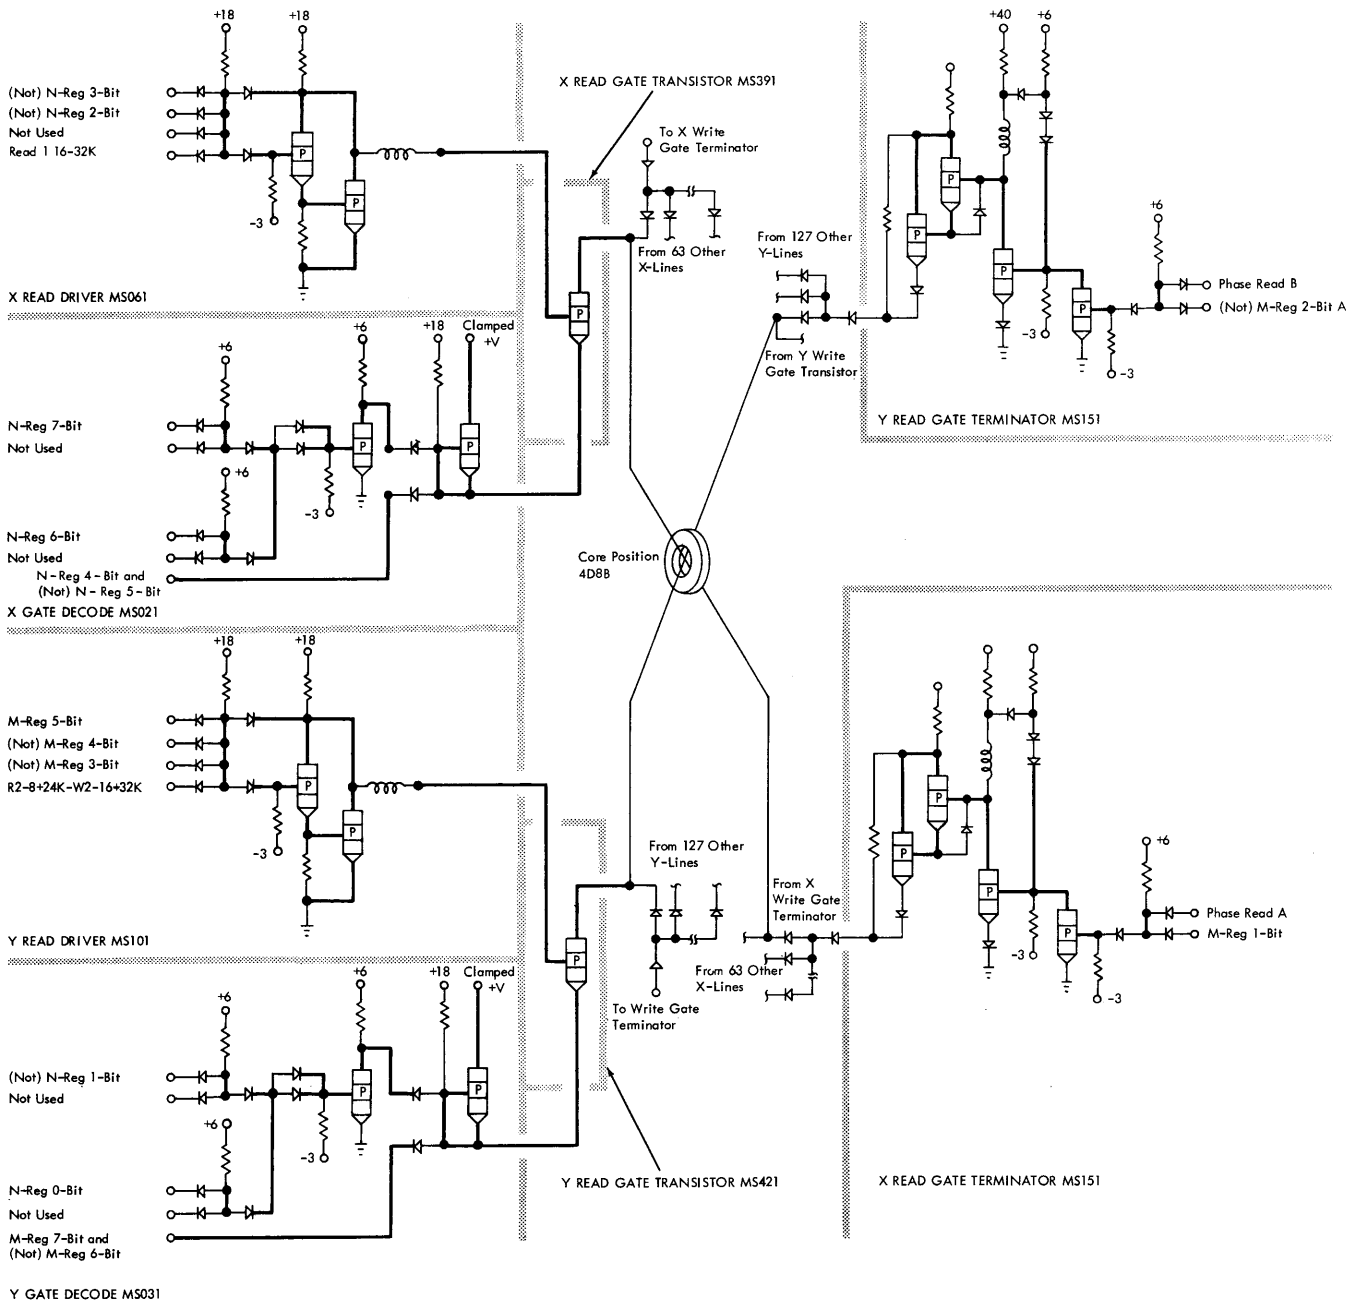 +18
+18
(Not) N-Reg 3-Bit
(Not) N-Reg 2-Bit
Not Used
Read 1 16-32K
P
P
-3
X READ DRIVER MS061
X READ GATE TRANSISTOR MS391
To X Write
Gate Terminator
From 63 Other
X-Lines
P
+6
+18
Clamped
+V
+6
N-Reg 7-Bit
Not Used
P
P
+6
-3
N-Reg 6-Bit
Not Used
N-Reg 4-Bit and
(Not) N-Reg 5-Bit
X GATE DECODE MS021
+40
+6
P
P
P
P
+6
-3
-3
Phase Read B
(Not) M-Reg 2-Bit A
From 127 Other
Y-Lines
From Y Write
Gate Transistor
Y READ GATE TERMINATOR MS151
Core Position
4D8B
+18
+18
M-Reg 5-Bit
(Not) M-Reg 4-Bit
(Not) M-Reg 3-Bit
R2-8+24K-W2-16+32K
P
P
-3
Y READ DRIVER MS101
From 127 Other
Y-Lines
P
To Write Gate
Terminator
From X
Write Gate
Terminator
From 63 Other
X-Lines
P
P
P
P
+6
-3
-3
Phase Read A
M-Reg 1-Bit
X READ GATE TERMINATOR MS151
+6
+18
Clamped
+V
+6
(Not) N-Reg 1-Bit
Not Used
P
P
+6
-3
N-Reg 0-Bit
Not Used
M-Reg 7-Bit and
(Not) M-Reg 6-Bit
Y READ GATE TRANSISTOR MS421
Y GATE DECODE MS031